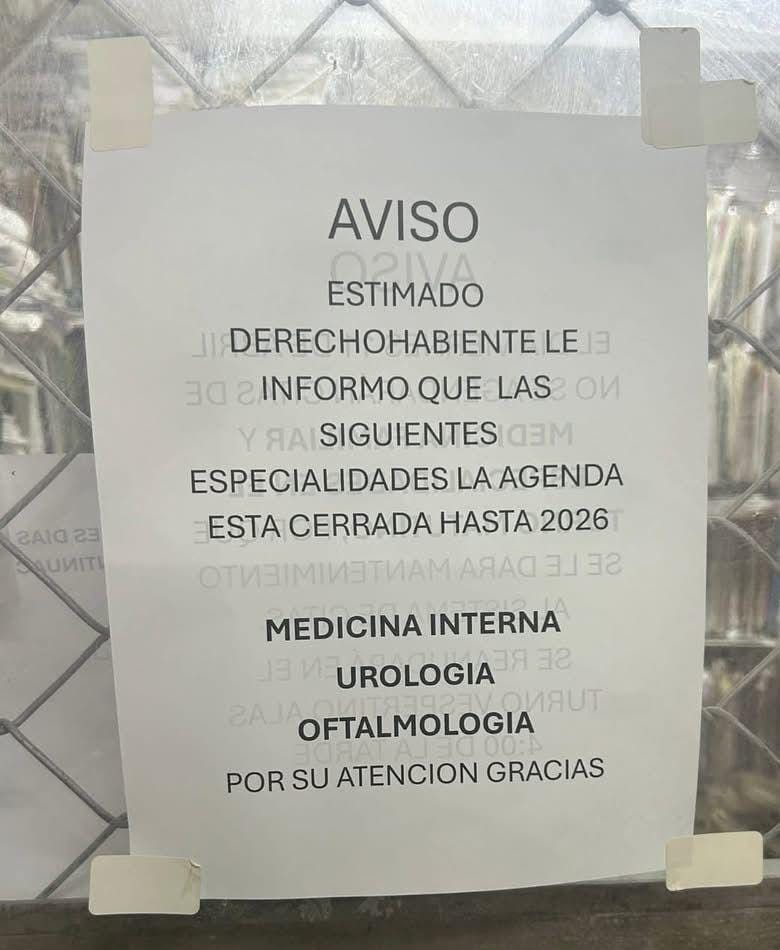 AVISO
ESTIMADO
DERECHOHABIENTE LE
INFORMO QUE LAS
SIGUIENTES
ESPECIALIDADES LA AGENDA
ESTA CERRADA HASTA 2026
MEDICINA INTERNA
UROLOGIA
OFTALMOLOGIA
POR SU ATENCION GRACIAS